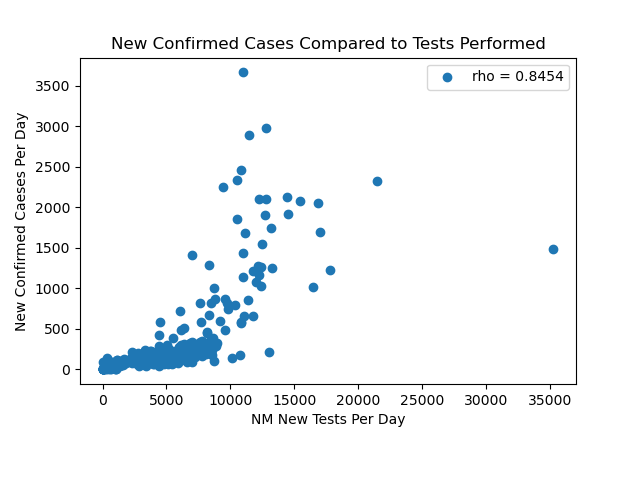 New Confirmed Cases Compared to Tests Performed
rho = 0.8454
New Confirmed Caeses Per Day
3500
3000
2500
2000
1500
1000
500
0
0 5000 10000 15000 20000 25000 30000 35000
NM New Tests Per Day